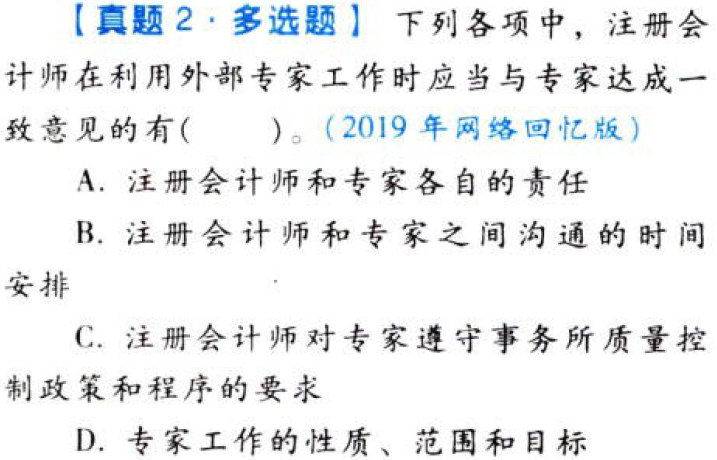 【真题2·多选题】 下列各项中，注册会
计师在利用外部专家工作时应当与专家达成一
致意见的有(　　)。(2019年网络回忆版)
A. 注册会计师和专家各自的责任
B. 注册会计师和专家之间沟通的时间
安排
C. 注册会计师对专家遵守事务所质量控
制政策和程序的要求
D. 专家工作的性质、范围和目标